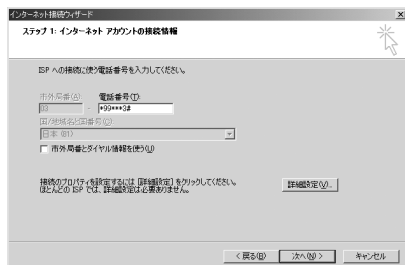 インターネット接続ウィザード
ステップ 1: インターネット アカウントの接続情報
ISP への接続に使う電話番号を入力してください。
市外局番(A): 電話番号(T):
03 - *99***3#
国/地域名と国番号(C):
日本 (81)
市外局番とダイヤル情報を使う(U)
接続のプロパティを設定するには [詳細設定] をクリックしてください。
ほとんどの ISP では、詳細設定は必要ありません。
詳細設定(V)...
< 戻る(B) 次へ(N) > キャンセル